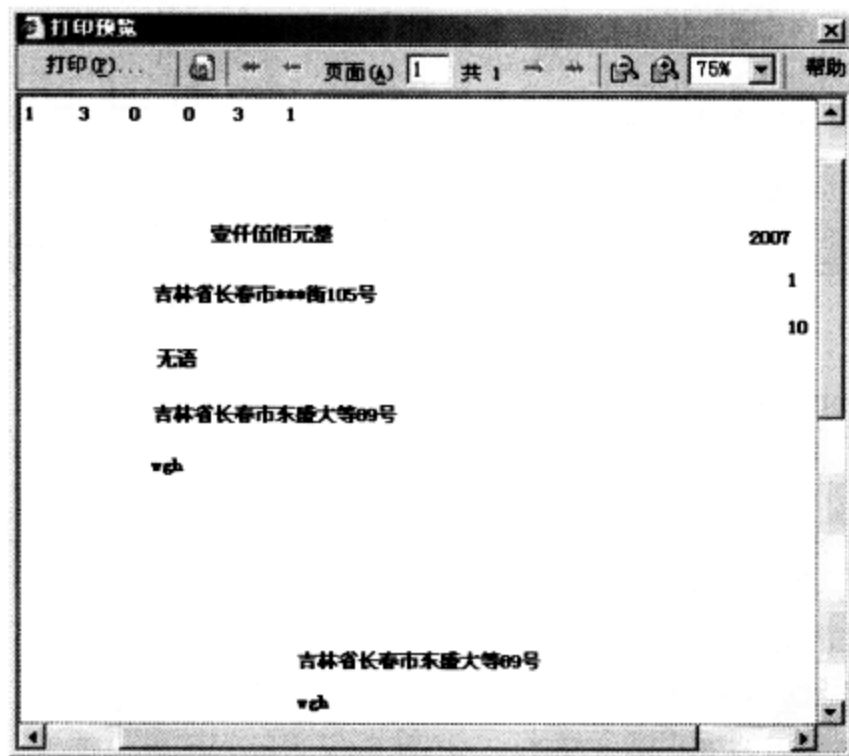 打印预览
打印(P)... 页面(A) 1 共 1 75% 帮助
1 3 0 0 3 1
壹仟伍佰元整 2007
1
吉林省长春市***街105号
10
无语
吉林省长春市东盛大等89号
wgh
吉林省长春市东盛大等89号
wgh